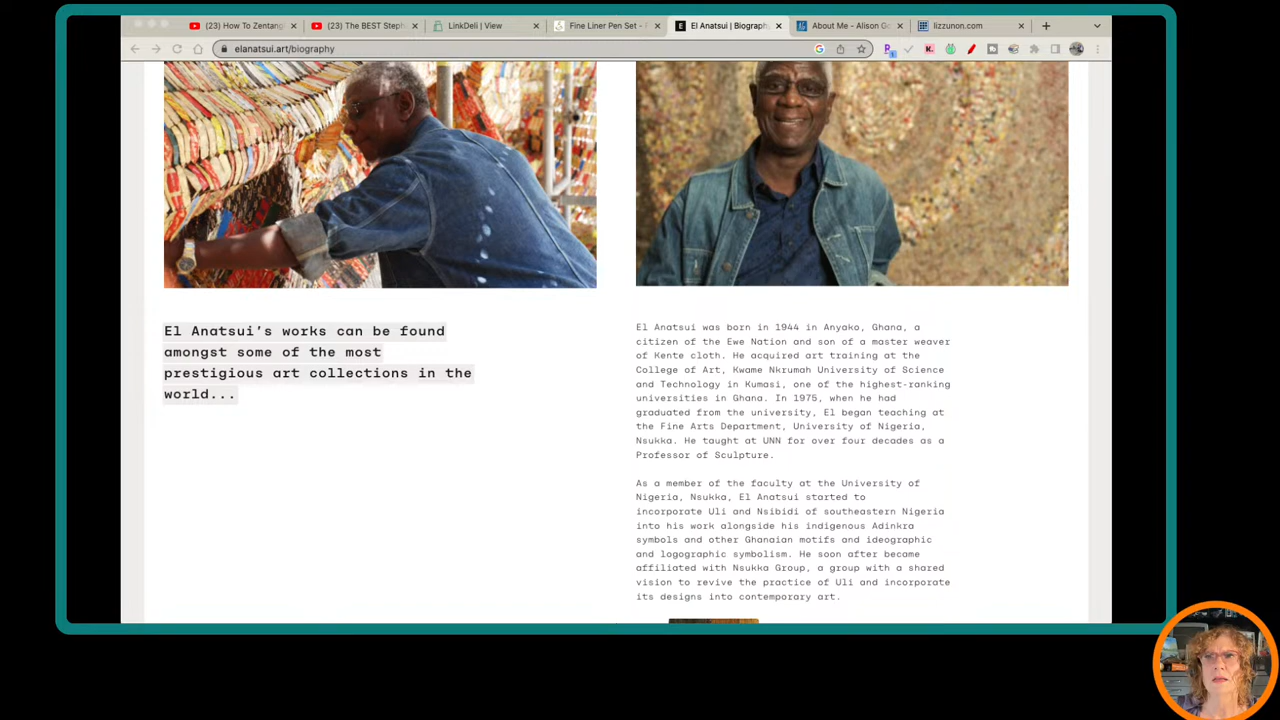 (23) How To Zentang
(23) The BEST Steph
LinkDeli | View
Fine Liner Pen Set - F
El Anatsui | Biography
About Me - Alison Go
lizzunon.com
elanatsui.art/biography
El Anatsui's works can be found
amongst some of the most
prestigious art collections in the
world...
El Anatsui was born in 1944 in Anyako, Ghana, a
citizen of the Ewe Nation and son of a master weaver
of Kente cloth. He acquired art training at the
College of Art, Kwame Nkrumah University of Science
and Technology in Kumasi, one of the highest-ranking
universities in Ghana. In 1975, when he had
graduated from the university, El began teaching at
the Fine Arts Department, University of Nigeria,
Nsukka. He taught at UNN for over four decades as a
Professor of Sculpture.
As a member of the faculty at the University of
Nigeria, Nsukka, El Anatsui started to
incorporate Uli and Nsibidi of southeastern Nigeria
into his work alongside his indigenous Adinkra
symbols and other Ghanaian motifs and ideographic
and logographic symbolism. He soon after became
affiliated with Nsukka Group, a group with a shared
vision to revive the practice of Uli and incorporate
its designs into contemporary art.